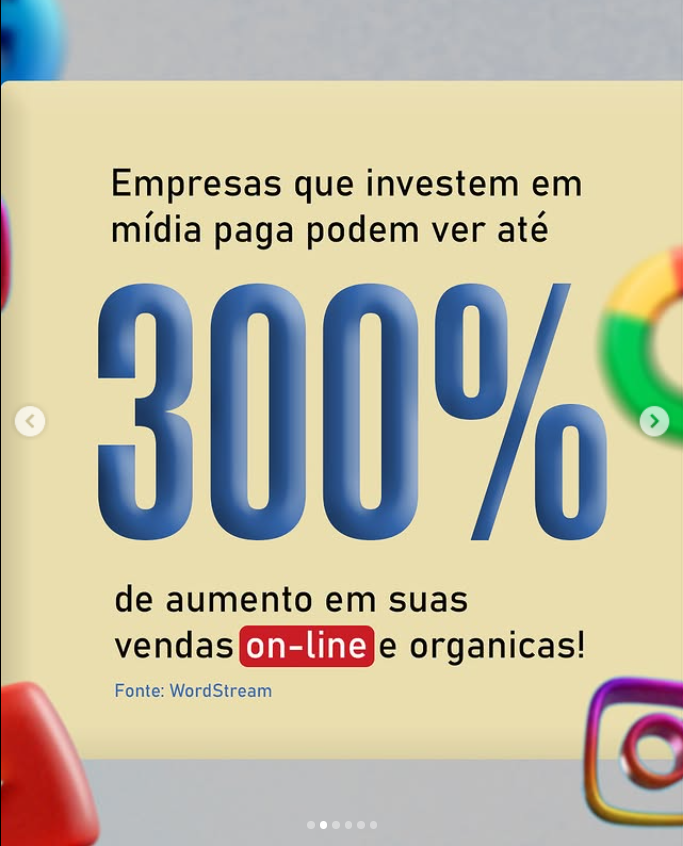 Empresas que investem em
mídia paga podem ver até
300%
de aumento em suas
vendas on-line e organicas!
Fonte: WordStream